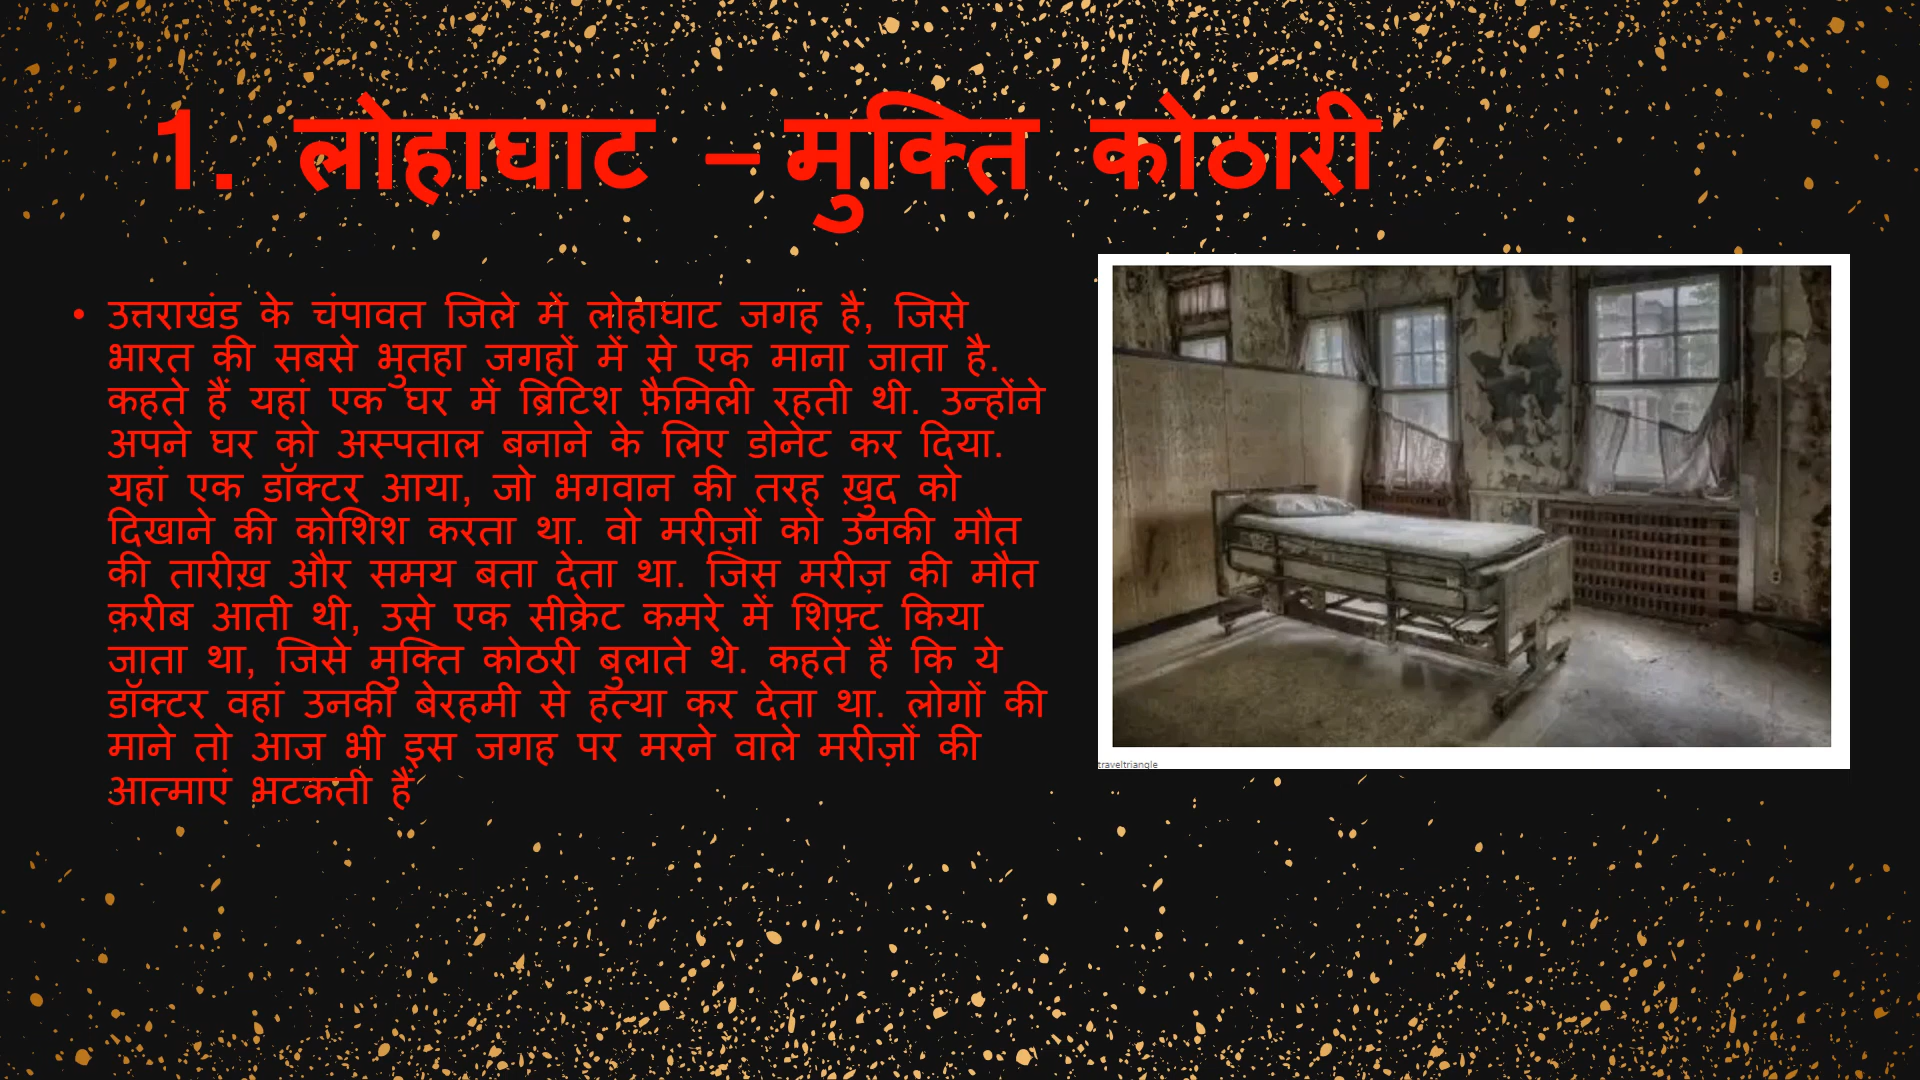 1. लोहाघाट – मुक्ति कोठारी
• उत्तराखंड के चंपावत जिले में लोहाघाट जगह है, जिसे
भारत की सबसे भुतहा जगहों में से एक माना जाता है.
कहते हैं यहां एक घर में ब्रिटिश फ़ैमिली रहती थी. उन्होंने
अपने घर को अस्पताल बनाने के लिए डोनेट कर दिया.
यहां एक डॉक्टर आया, जो भगवान की तरह ख़ुद को
दिखाने की कोशिश करता था. वो मरीज़ों को उनकी मौत
की तारीख़ और समय बता देता था. जिस मरीज़ की मौत
क़रीब आती थी, उसे एक सीक्रेट कमरे में शिफ़्ट किया
जाता था, जिसे मुक्ति कोठरी बुलाते थे. कहते हैं कि ये
डॉक्टर वहां उनकी बेरहमी से हत्या कर देता था. लोगों की
माने तो आज भी इस जगह पर मरने वाले मरीज़ों की
आत्माएं भटकती हैं
traveltriangle